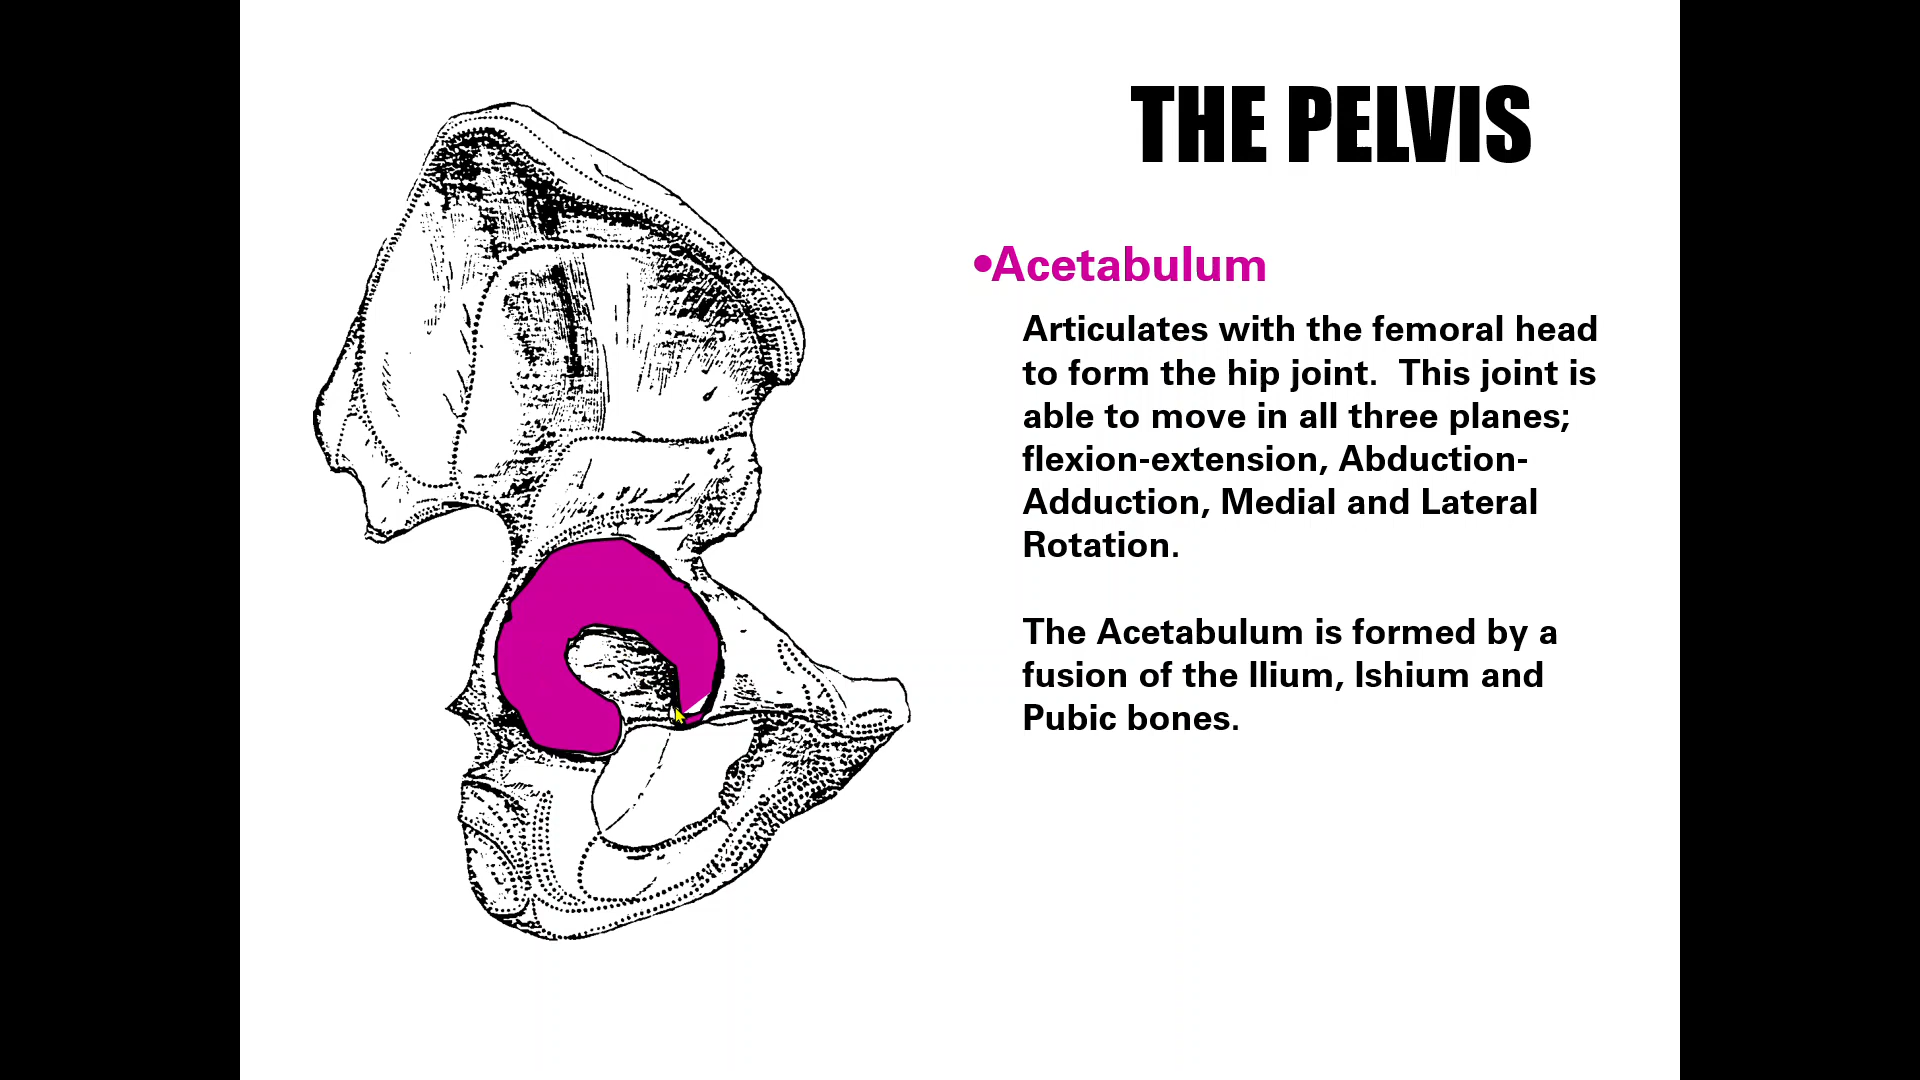 THE PELVIS
•Acetabulum
Articulates with the femoral head
to form the hip joint.  This joint is
able to move in all three planes;
flexion-extension, Abduction-
Adduction, Medial and Lateral
Rotation.
The Acetabulum is formed by a
fusion of the Ilium, Ishium and
Pubic bones.